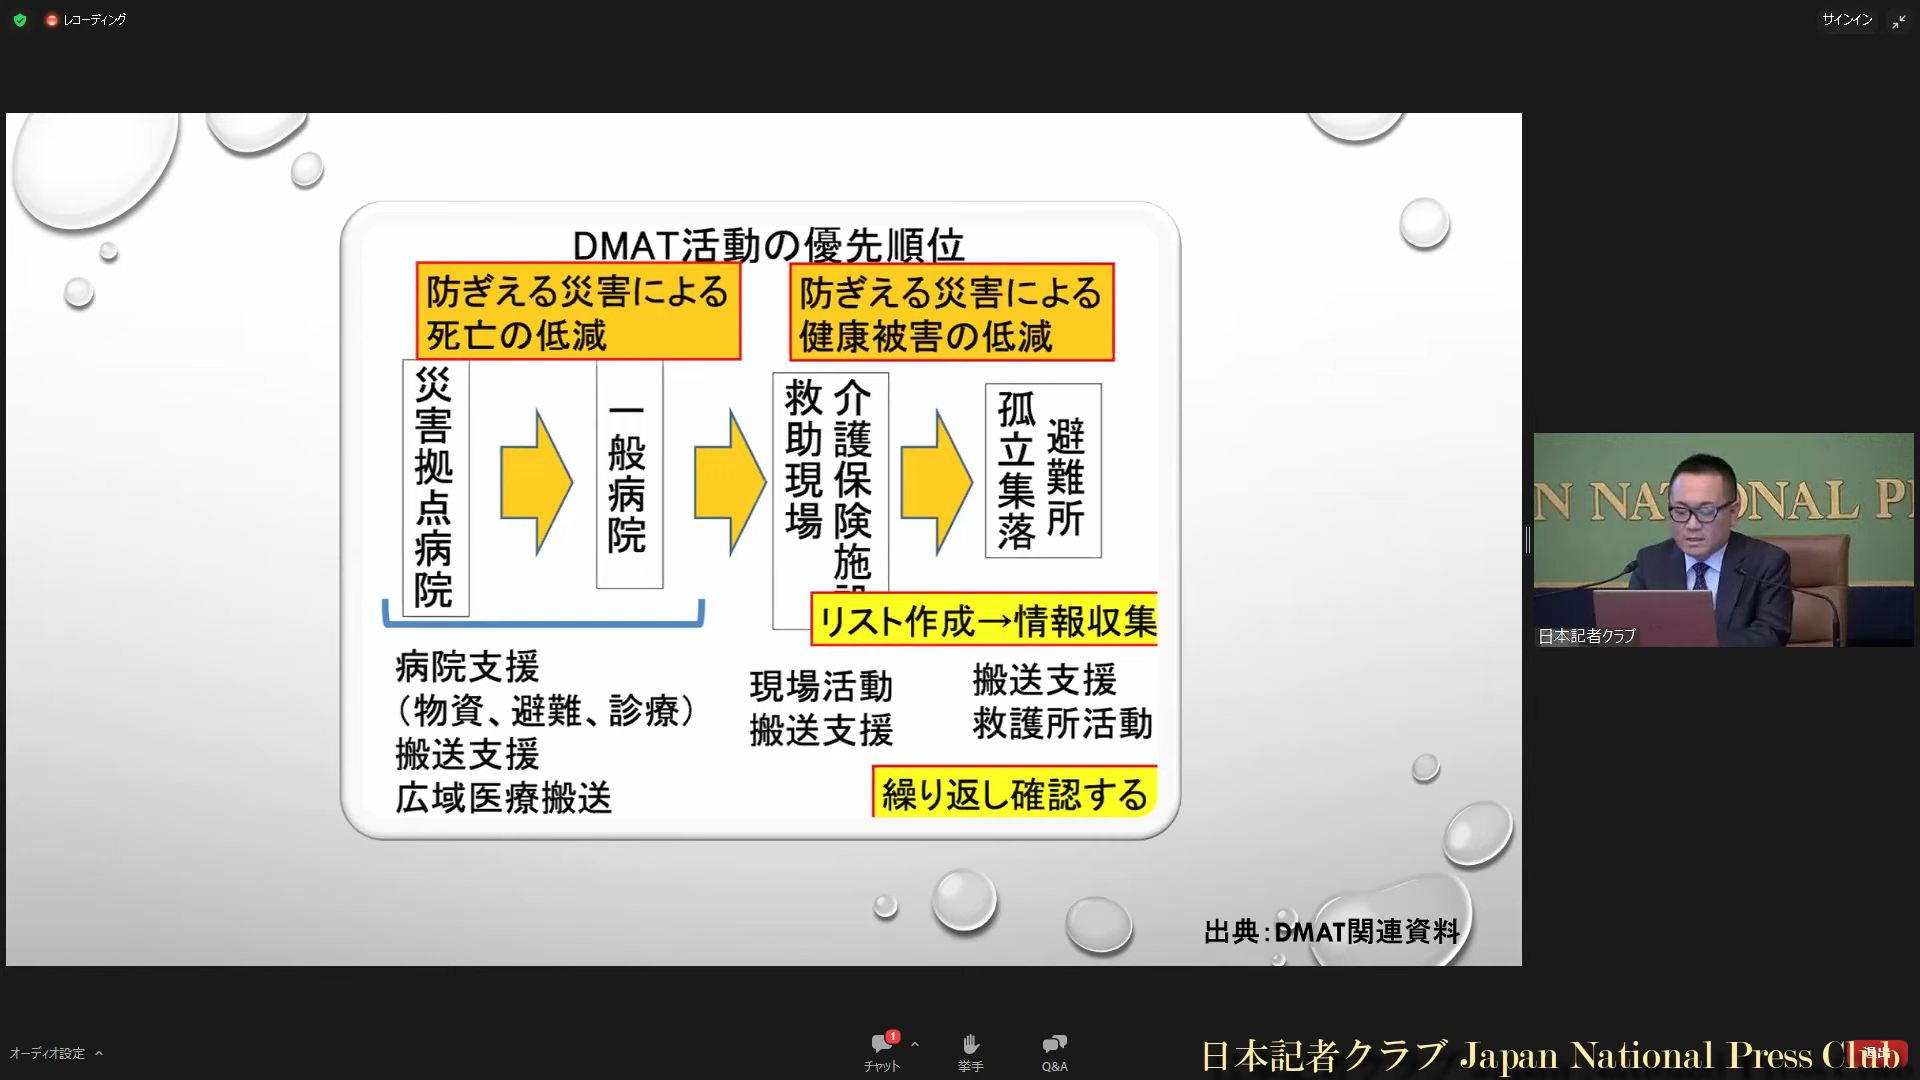 レコーディング
サインイン
DMAT活動の優先順位
防ぎえる災害による
死亡の低減
防ぎえる災害による
健康被害の低減
災害拠点病院
一般病院
介護保険施設
救助現場
避難所
孤立集落
リスト作成→情報収集
病院支援
（物資、避難、診療）
搬送支援
広域医療搬送
現場活動
搬送支援
搬送支援
救護所活動
繰り返し確認する
出典：DMAT関連資料
N NATIONAL P
日本記者クラブ
オーディオ設定
1
チャット
挙手
Q&A
退出
日本記者クラブ Japan National Press Club